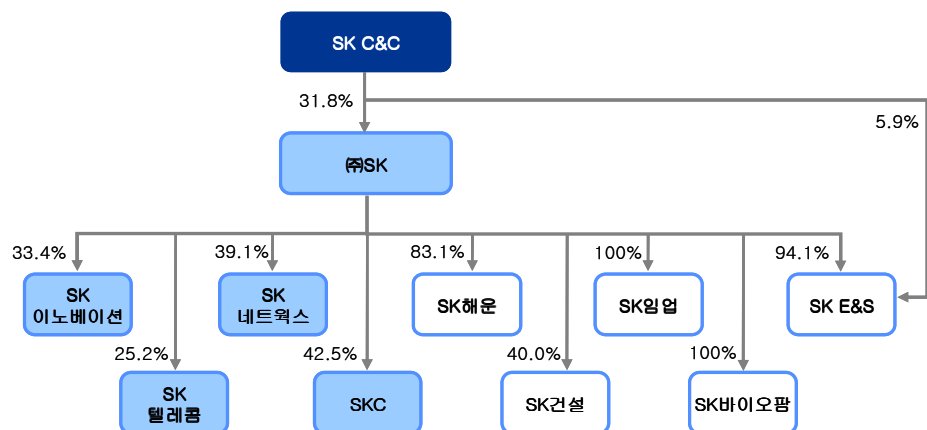 SK C&C
31.8%
5.9%
㈜SK
33.4%
39.1%
83.1%
100%
94.1%
SK
이노베이션
SK
네트웍스
SK해운
SK임업
SK E&S
25.2%
42.5%
40.0%
100%
SK
텔레콤
SKC
SK건설
SK바이오팜